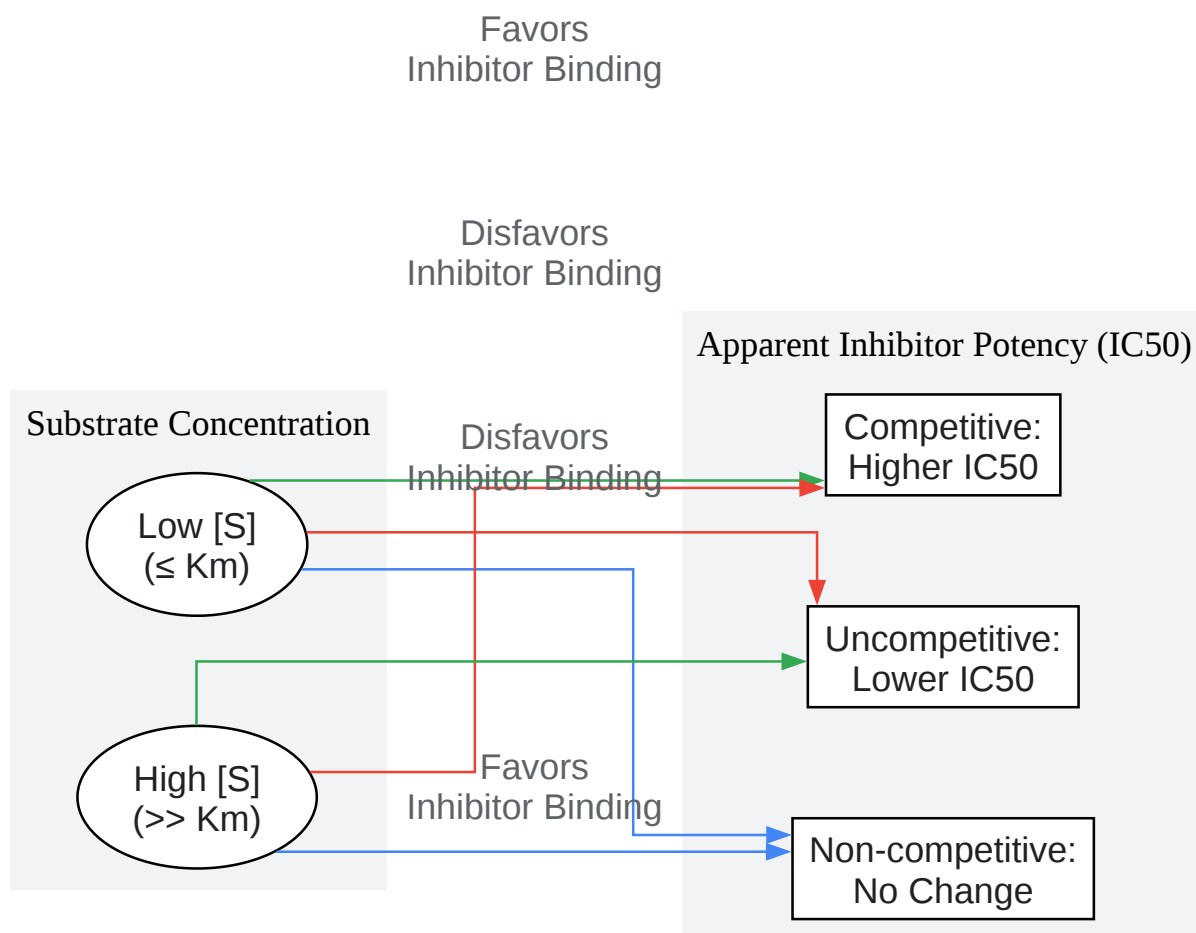 Favors
Inhibitor Binding
Disfavors
Inhibitor Binding
Apparent Inhibitor Potency (IC50)
Substrate Concentration
Disfavors
Inhibitor Binding
Competitive:
Higher IC50
Low [S]
(≤ Km)
Uncompetitive:
Lower IC50
High [S]
(>> Km)
Favors
Inhibitor Binding
Non-competitive:
No Change